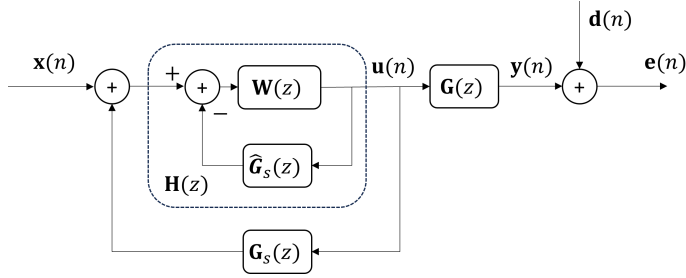 d(n)
x(n) + u(n) y(n) e(n)
+ + W(z) G(z) +
−
Ĝₛ(z)
H(z)
Gₛ(z)